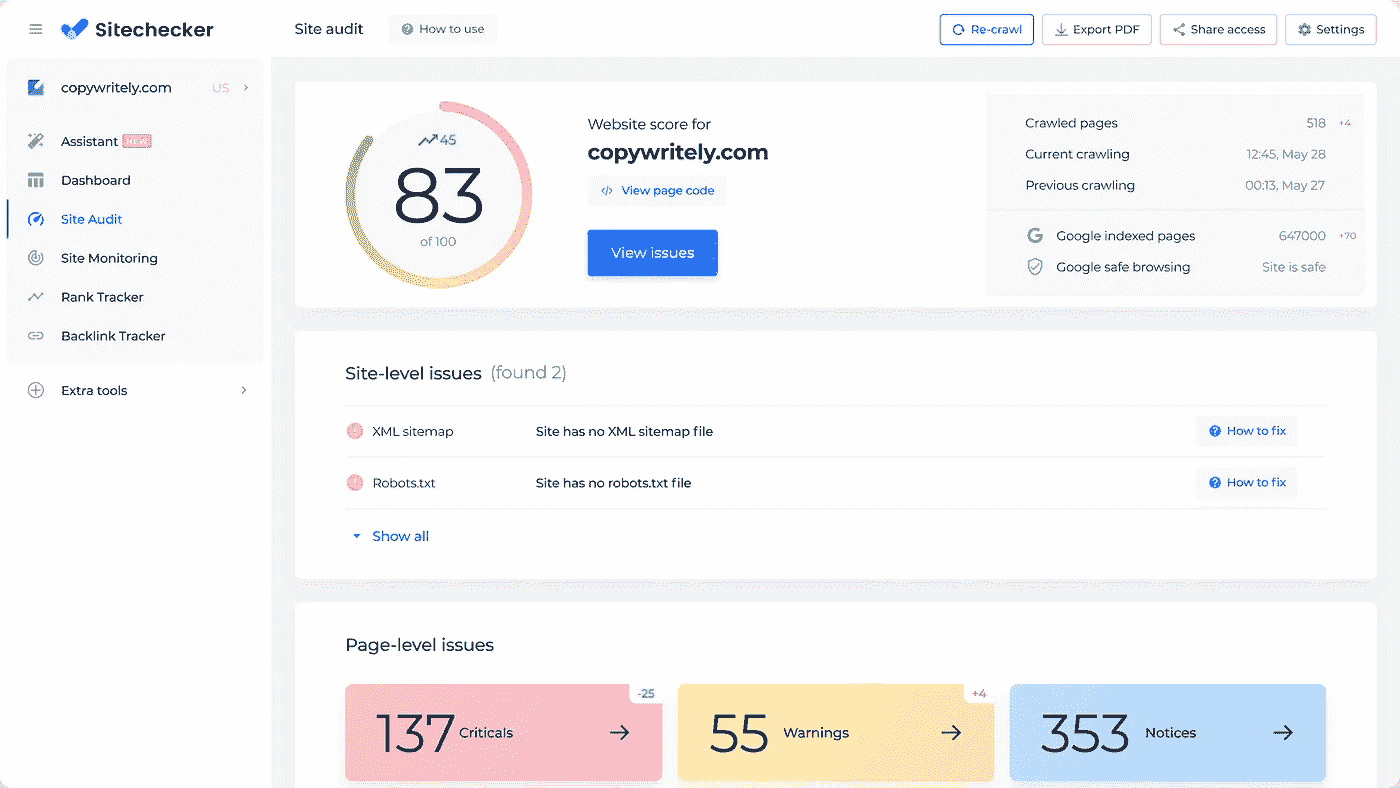 Sitechecker
Site audit
How to use
Re-crawl
Export PDF
Share access
Settings
copywritely.com US
Assistant NEW
Dashboard
Site Audit
Site Monitoring
Rank Tracker
Backlink Tracker
Extra tools
45
83
of 100
Website score for
copywritely.com
</> View page code
View issues
Crawled pages 518 +4
Current crawling 12:45, May 28
Previous crawling 00:13, May 27
Google indexed pages 647000 +70
Google safe browsing Site is safe
Site-level issues (found 2)
XML sitemap Site has no XML sitemap file How to fix
Robots.txt Site has no robots.txt file How to fix
Show all
Page-level issues
137 Criticals -25
55 Warnings +4
353 Notices